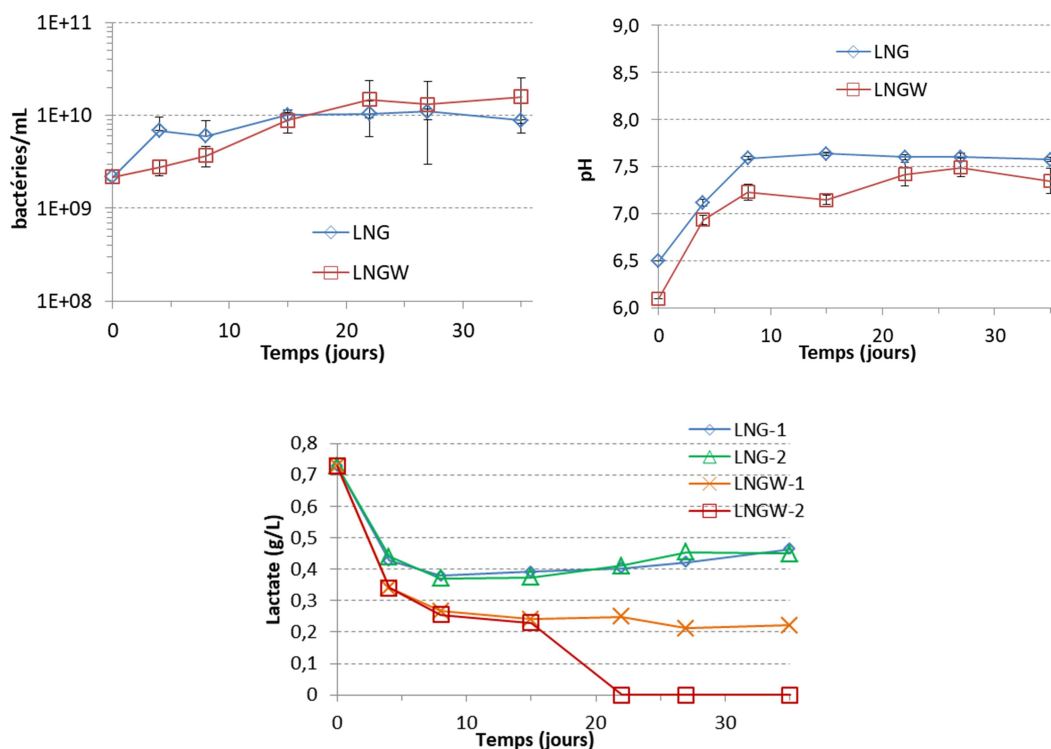 1E+11
1E+10
1E+09
1E+08
bactéries/mL
0
10
20
30
Temps (jours)
LNG
LNGW
9,0
8,5
8,0
7,5
7,0
6,5
6,0
pH
0
10
20
30
Temps (jours)
LNG
LNGW
0,8
0,7
0,6
0,5
0,4
0,3
0,2
0,1
0
Lactate (g/L)
0
10
20
30
Temps (jours)
LNG-1
LNG-2
LNGW-1
LNGW-2